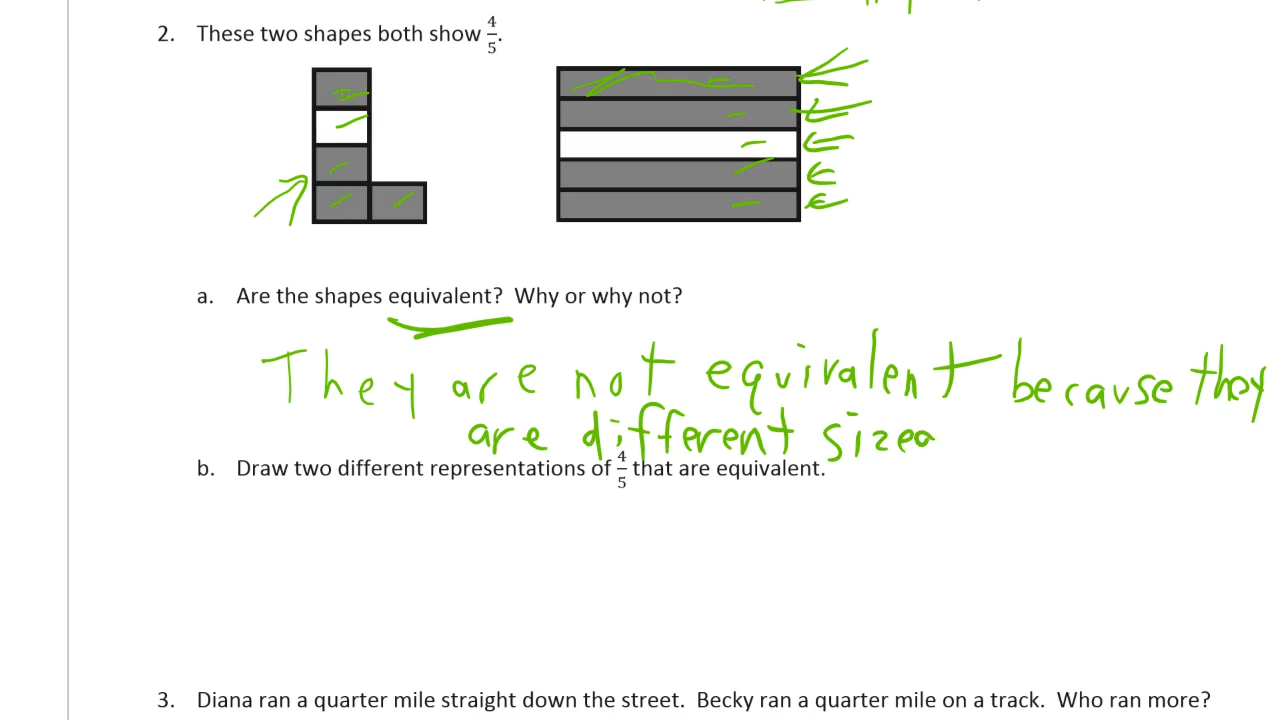 2. These two shapes both show 4/5.
a. Are the shapes equivalent? Why or why not?
They are not equivalent because they
are different sizea
b. Draw two different representations of 4/5 that are equivalent.
3. Diana ran a quarter mile straight down the street. Becky ran a quarter mile on a track. Who ran more?